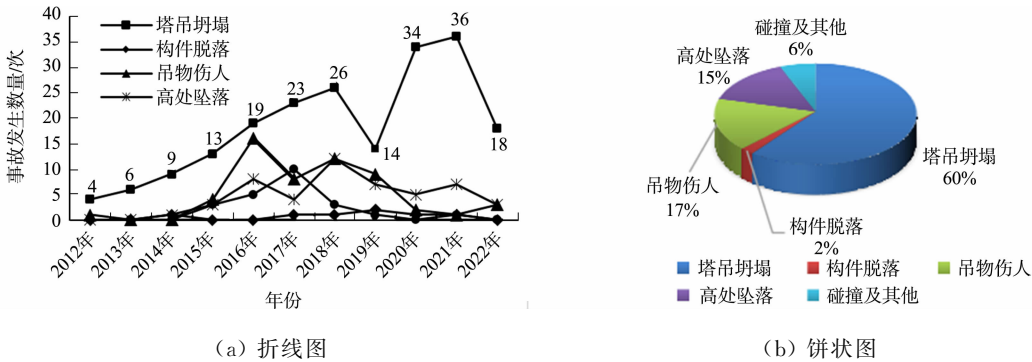 40
35
30
25
20
15
10
5
0
事故发生数量/次
塔吊坍塌
构件脱落
吊物伤人
高处坠落
4
6
9
13
19
23
26
14
34
36
18
2012年
2013年
2014年
2015年
2016年
2017年
2018年
2019年
2020年
2021年
2022年
年份
(a) 折线图
碰撞及其他
6%
高处坠落
15%
吊物伤人
17%
构件脱落
2%
塔吊坍塌
60%
塔吊坍塌 构件脱落 吊物伤人
高处坠落 碰撞及其他
(b) 饼状图